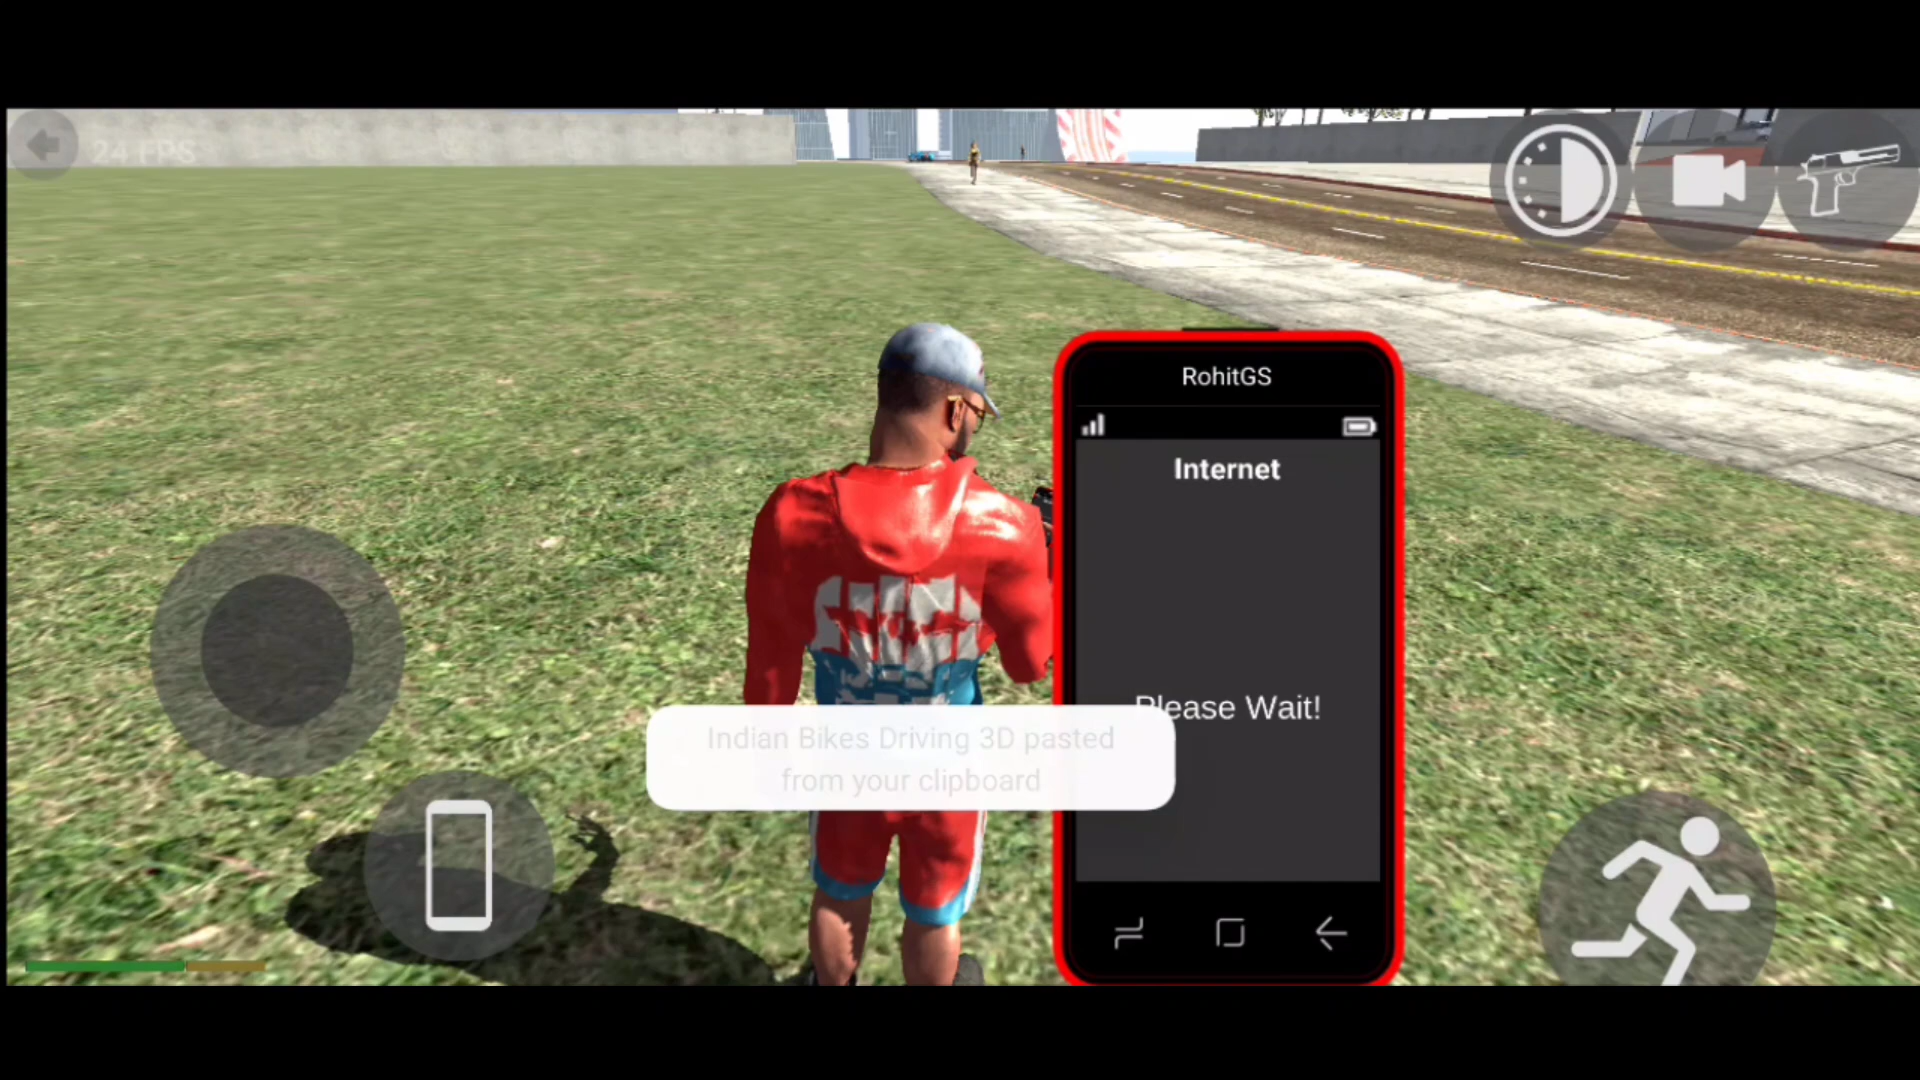 24 FPS
RohitGS
Internet
Please Wait!
Indian Bikes Driving 3D pasted
from your clipboard